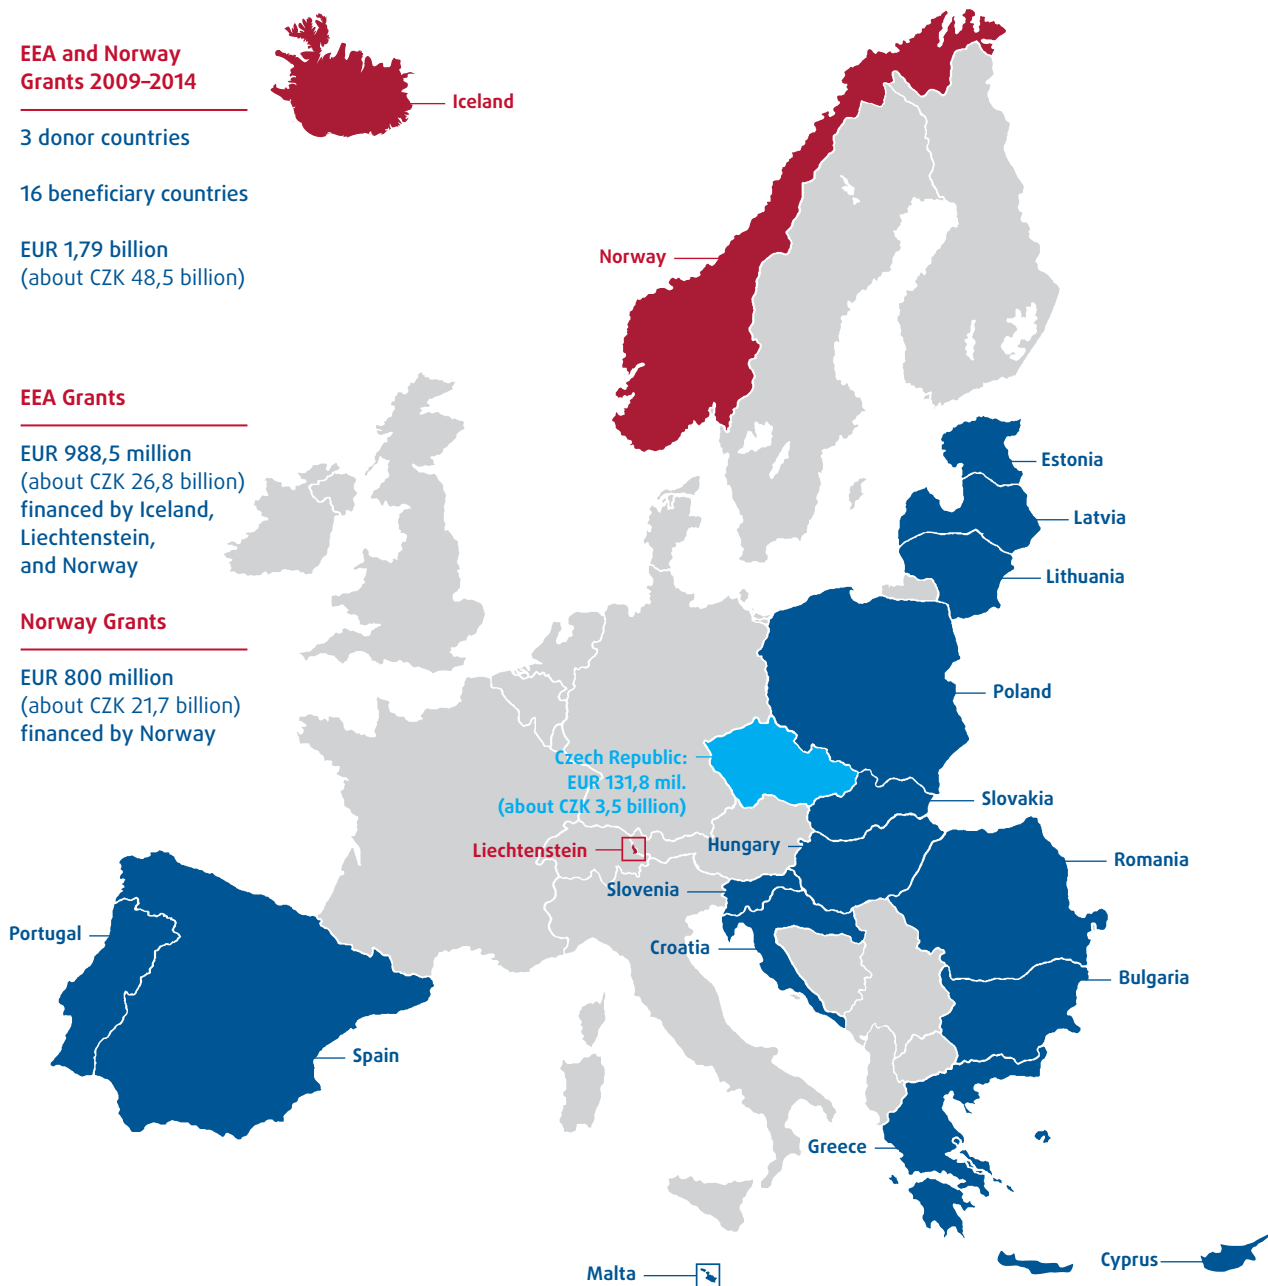 EEA and Norway
Grants 2009–2014
3 donor countries
16 beneficiary countries
EUR 1,79 billion
(about CZK 48,5 billion)
EEA Grants
EUR 988,5 million
(about CZK 26,8 billion)
financed by Iceland,
Liechtenstein,
and Norway
Norway Grants
EUR 800 million
(about CZK 21,7 billion)
financed by Norway
Iceland
Norway
Estonia
Latvia
Lithuania
Poland
Czech Republic:
EUR 131,8 mil.
(about CZK 3,5 billion)
Slovakia
Hungary
Liechtenstein
Romania
Slovenia
Portugal
Croatia
Bulgaria
Spain
Greece
Cyprus
Malta